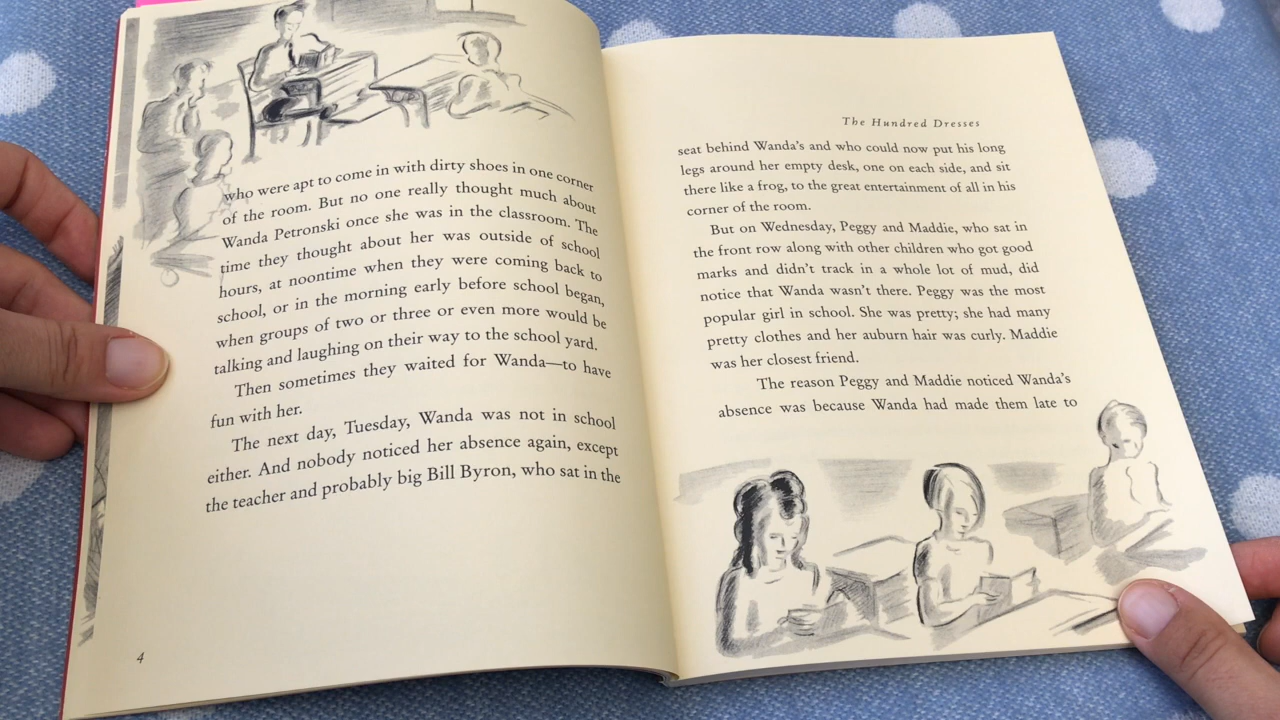 who were apt to come in with dirty shoes in one corner
of the room. But no one really thought much about
Wanda Petronski once she was in the classroom. The
time they thought about her was outside of school
hours, at noontime when they were coming back to
school, or in the morning early before school began,
when groups of two or three or even more would be
talking and laughing on their way to the school yard.
Then sometimes they waited for Wanda—to have
fun with her.
The next day, Tuesday, Wanda was not in school
either. And nobody noticed her absence again, except
the teacher and probably big Bill Byron, who sat in the
4
The Hundred Dresses
seat behind Wanda's and who could now put his long
legs around her empty desk, one on each side, and sit
there like a frog, to the great entertainment of all in his
corner of the room.
But on Wednesday, Peggy and Maddie, who sat in
the front row along with other children who got good
marks and didn't track in a whole lot of mud, did
notice that Wanda wasn't there. Peggy was the most
popular girl in school. She was pretty; she had many
pretty clothes and her auburn hair was curly. Maddie
was her closest friend.
The reason Peggy and Maddie noticed Wanda's
absence was because Wanda had made them late to